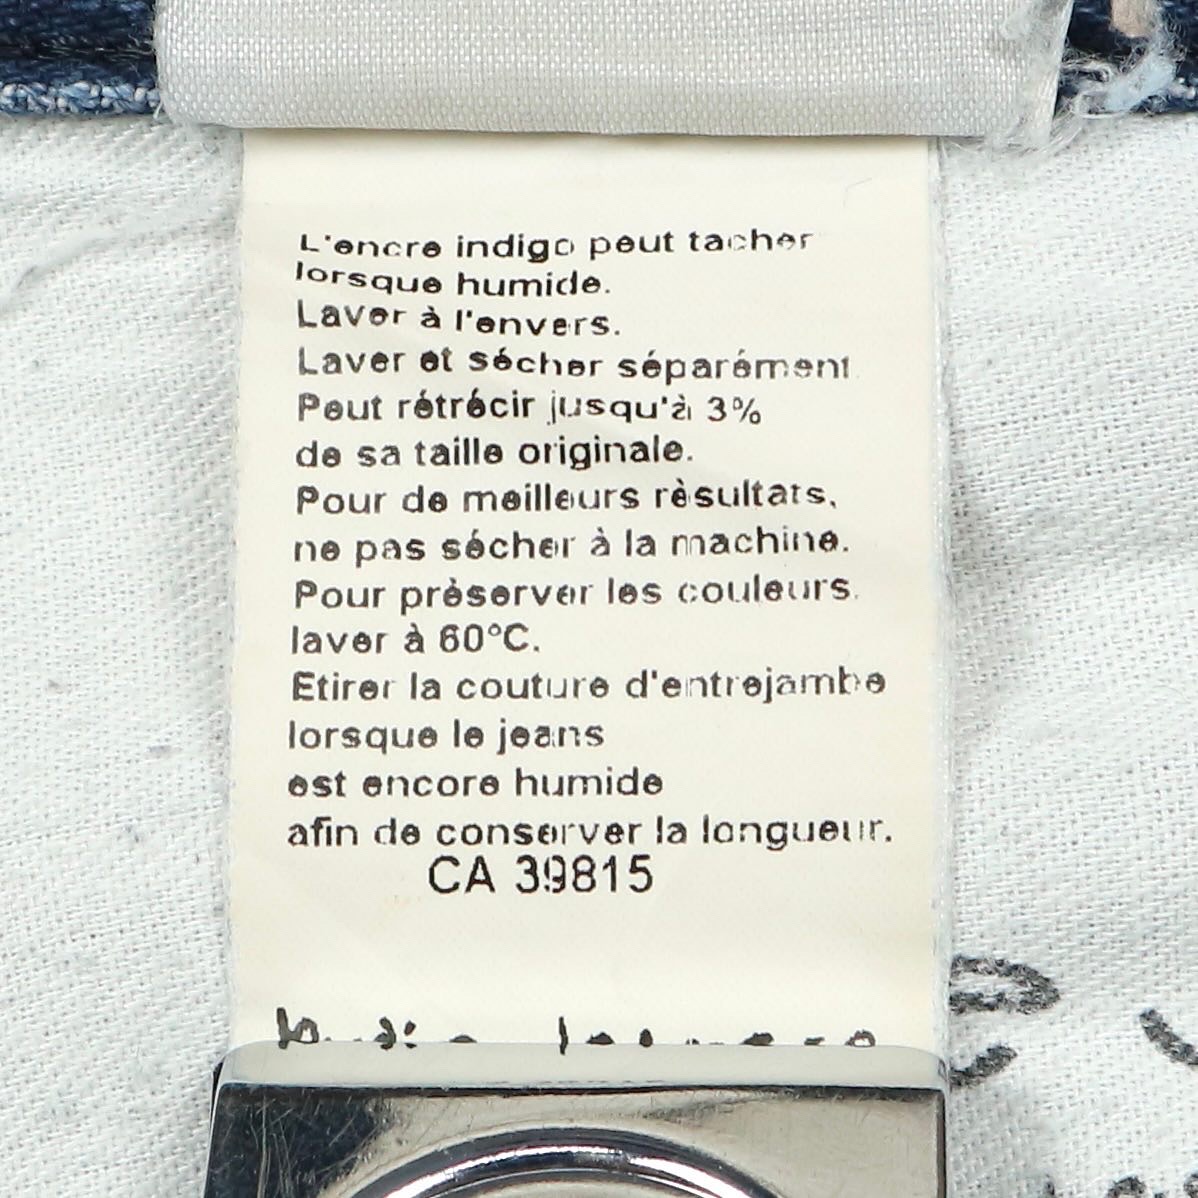 L'encre indigo peut tacher
lorsque humide.
Laver à l'envers.
Laver et sécher séparément
Peut rétrécir jusqu'à 3%
de sa taille originale.
Pour de meilleurs rèsultats,
ne pas sécher à la machine.
Pour prèserver les couleurs,
laver à 60°C.
Etirer la couture d'entrejambe
lorsque le jeans
est encore humide
afin de conserver la longueur.
CA 39815